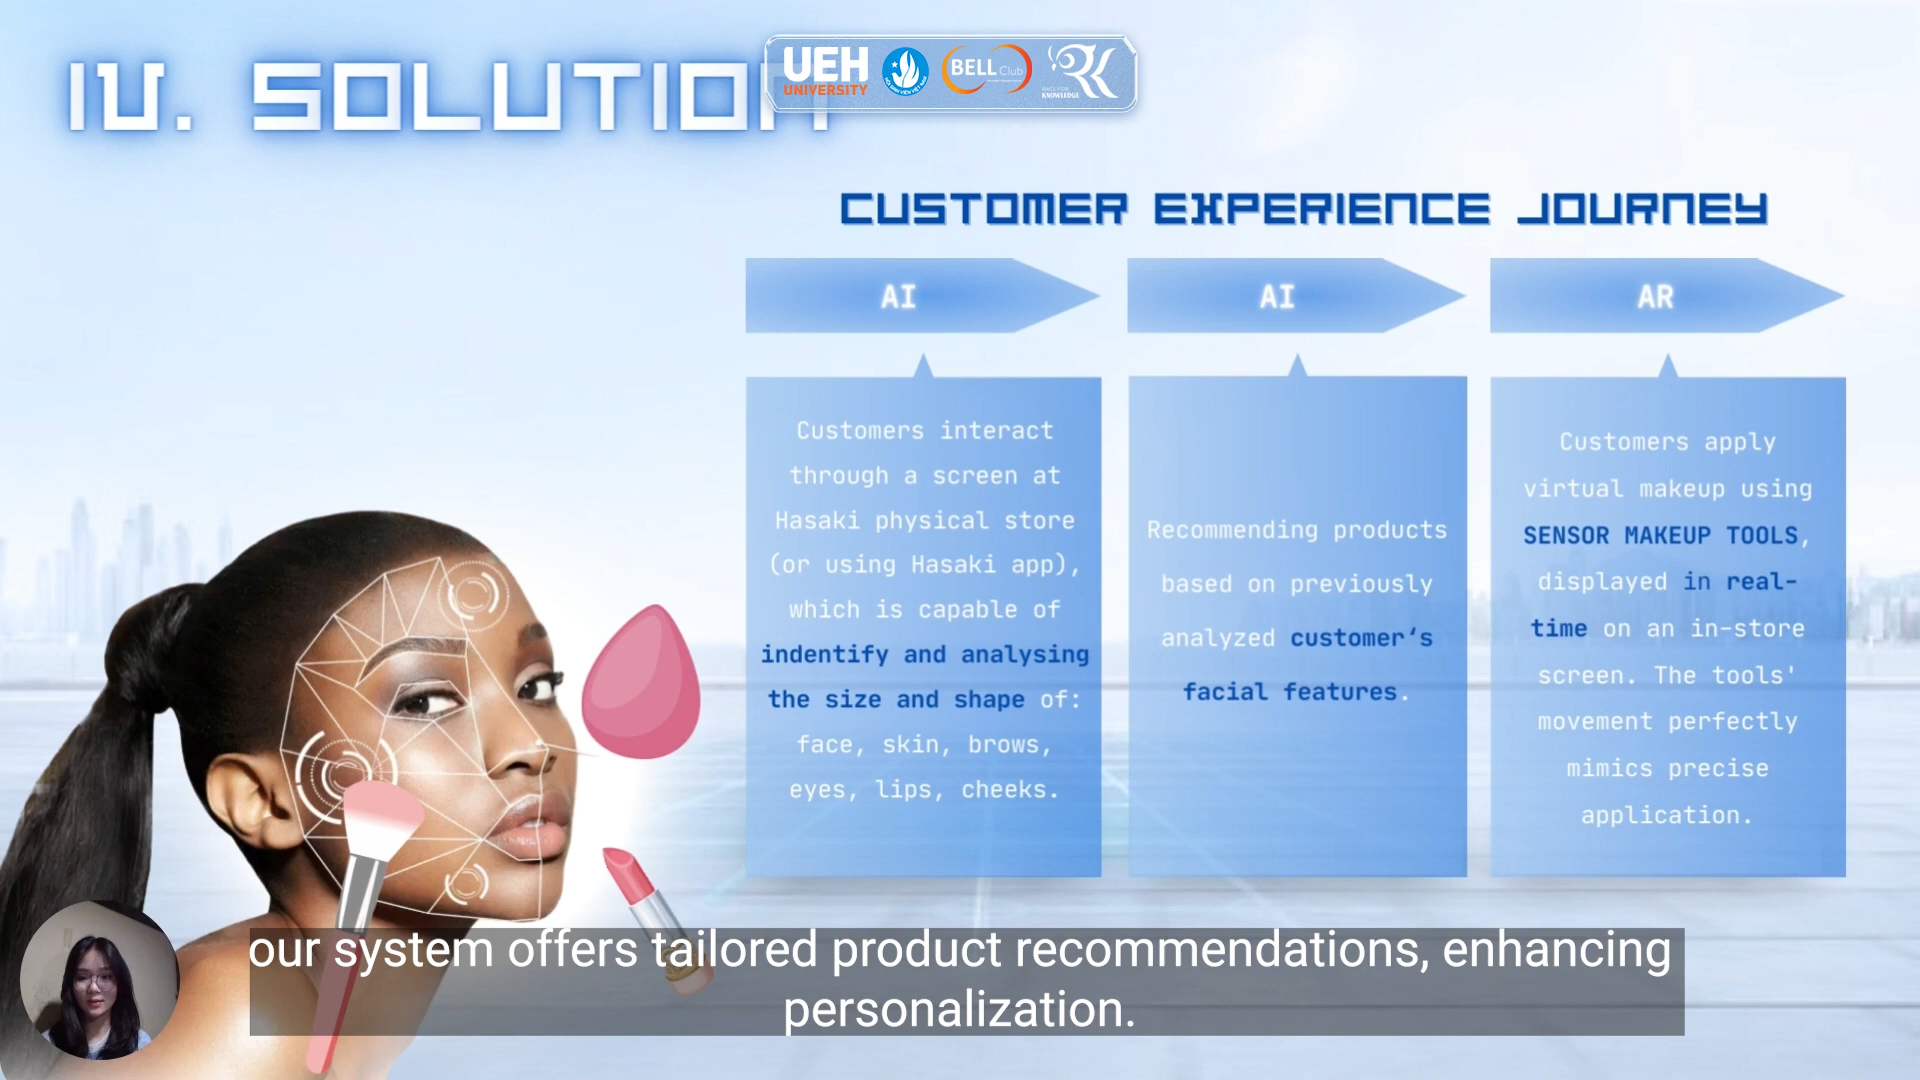 IV. SOLUTION
UEH
UNIVERSITY
BELL Club
RACE FOR
KNOWLEDGE
CUSTOMER EXPERIENCE JOURNEY
AI
Customers interact
through a screen at
Hasaki physical store
(or using Hasaki app),
which is capable of
indentify and analysing
the size and shape of:
face, skin, brows,
eyes, lips, cheeks.
AI
Recommending products
based on previously
analyzed customer‘s
facial features.
AR
Customers apply
virtual makeup using
SENSOR MAKEUP TOOLS,
displayed in real-
time on an in-store
screen. The tools'
movement perfectly
mimics precise
application.
our system offers tailored product recommendations, enhancing
personalization.